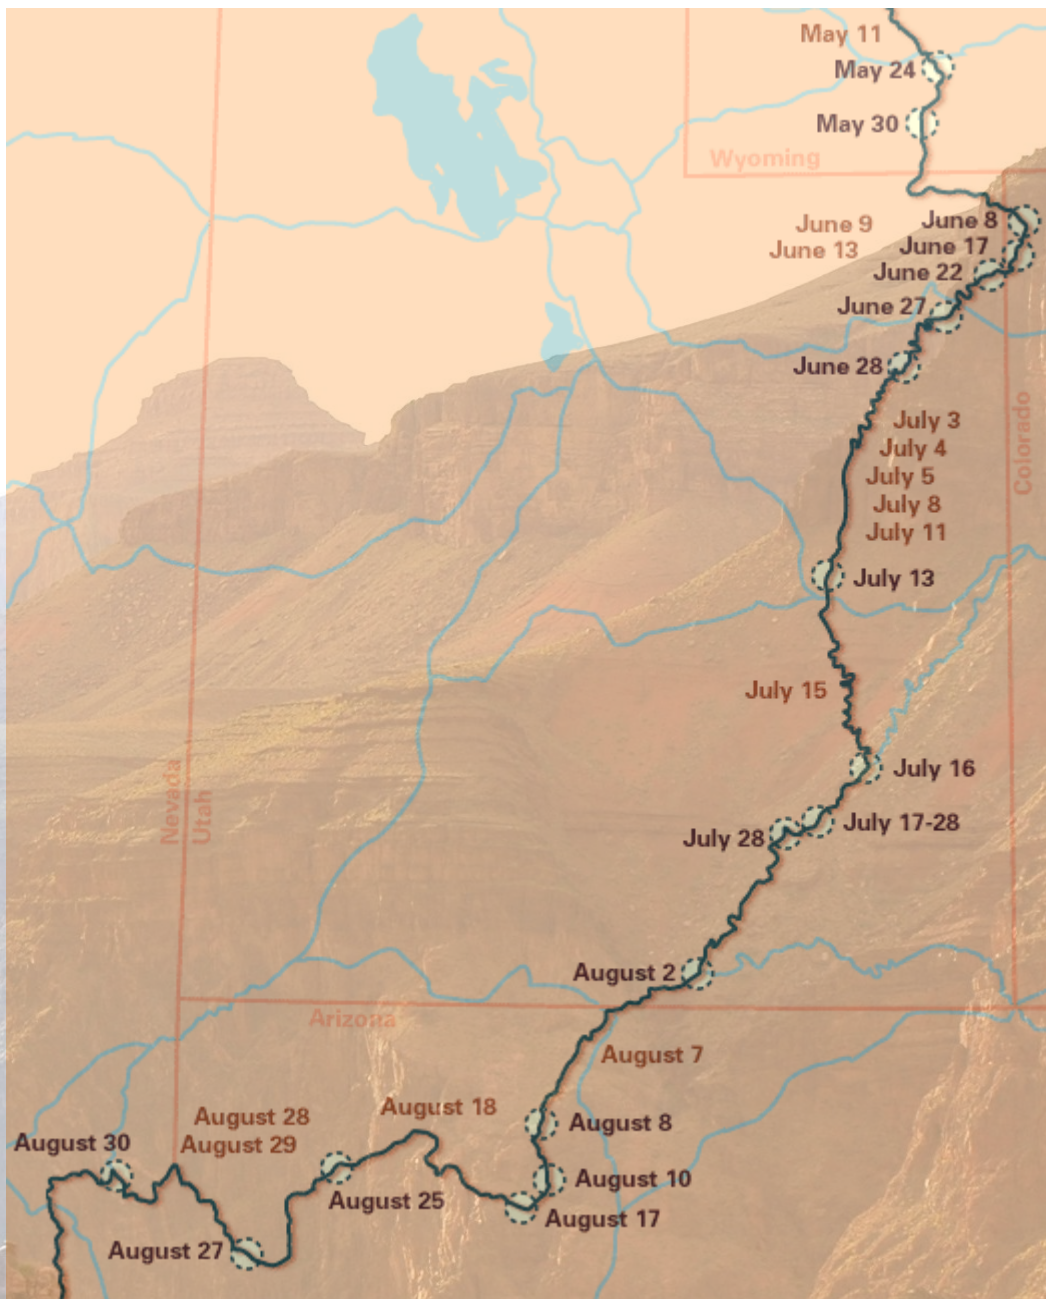 May 11
May 24
May 30
Wyoming
June 9
June 8
June 13
June 17
June 22
June 27
June 28
Colorado
July 3
July 4
July 5
July 8
July 11
July 13
July 15
July 16
Nevada
Utah
July 17-28
July 28
August 2
Arizona
August 7
August 18
August 28
August 8
August 30
August 29
August 10
August 25
August 17
August 27